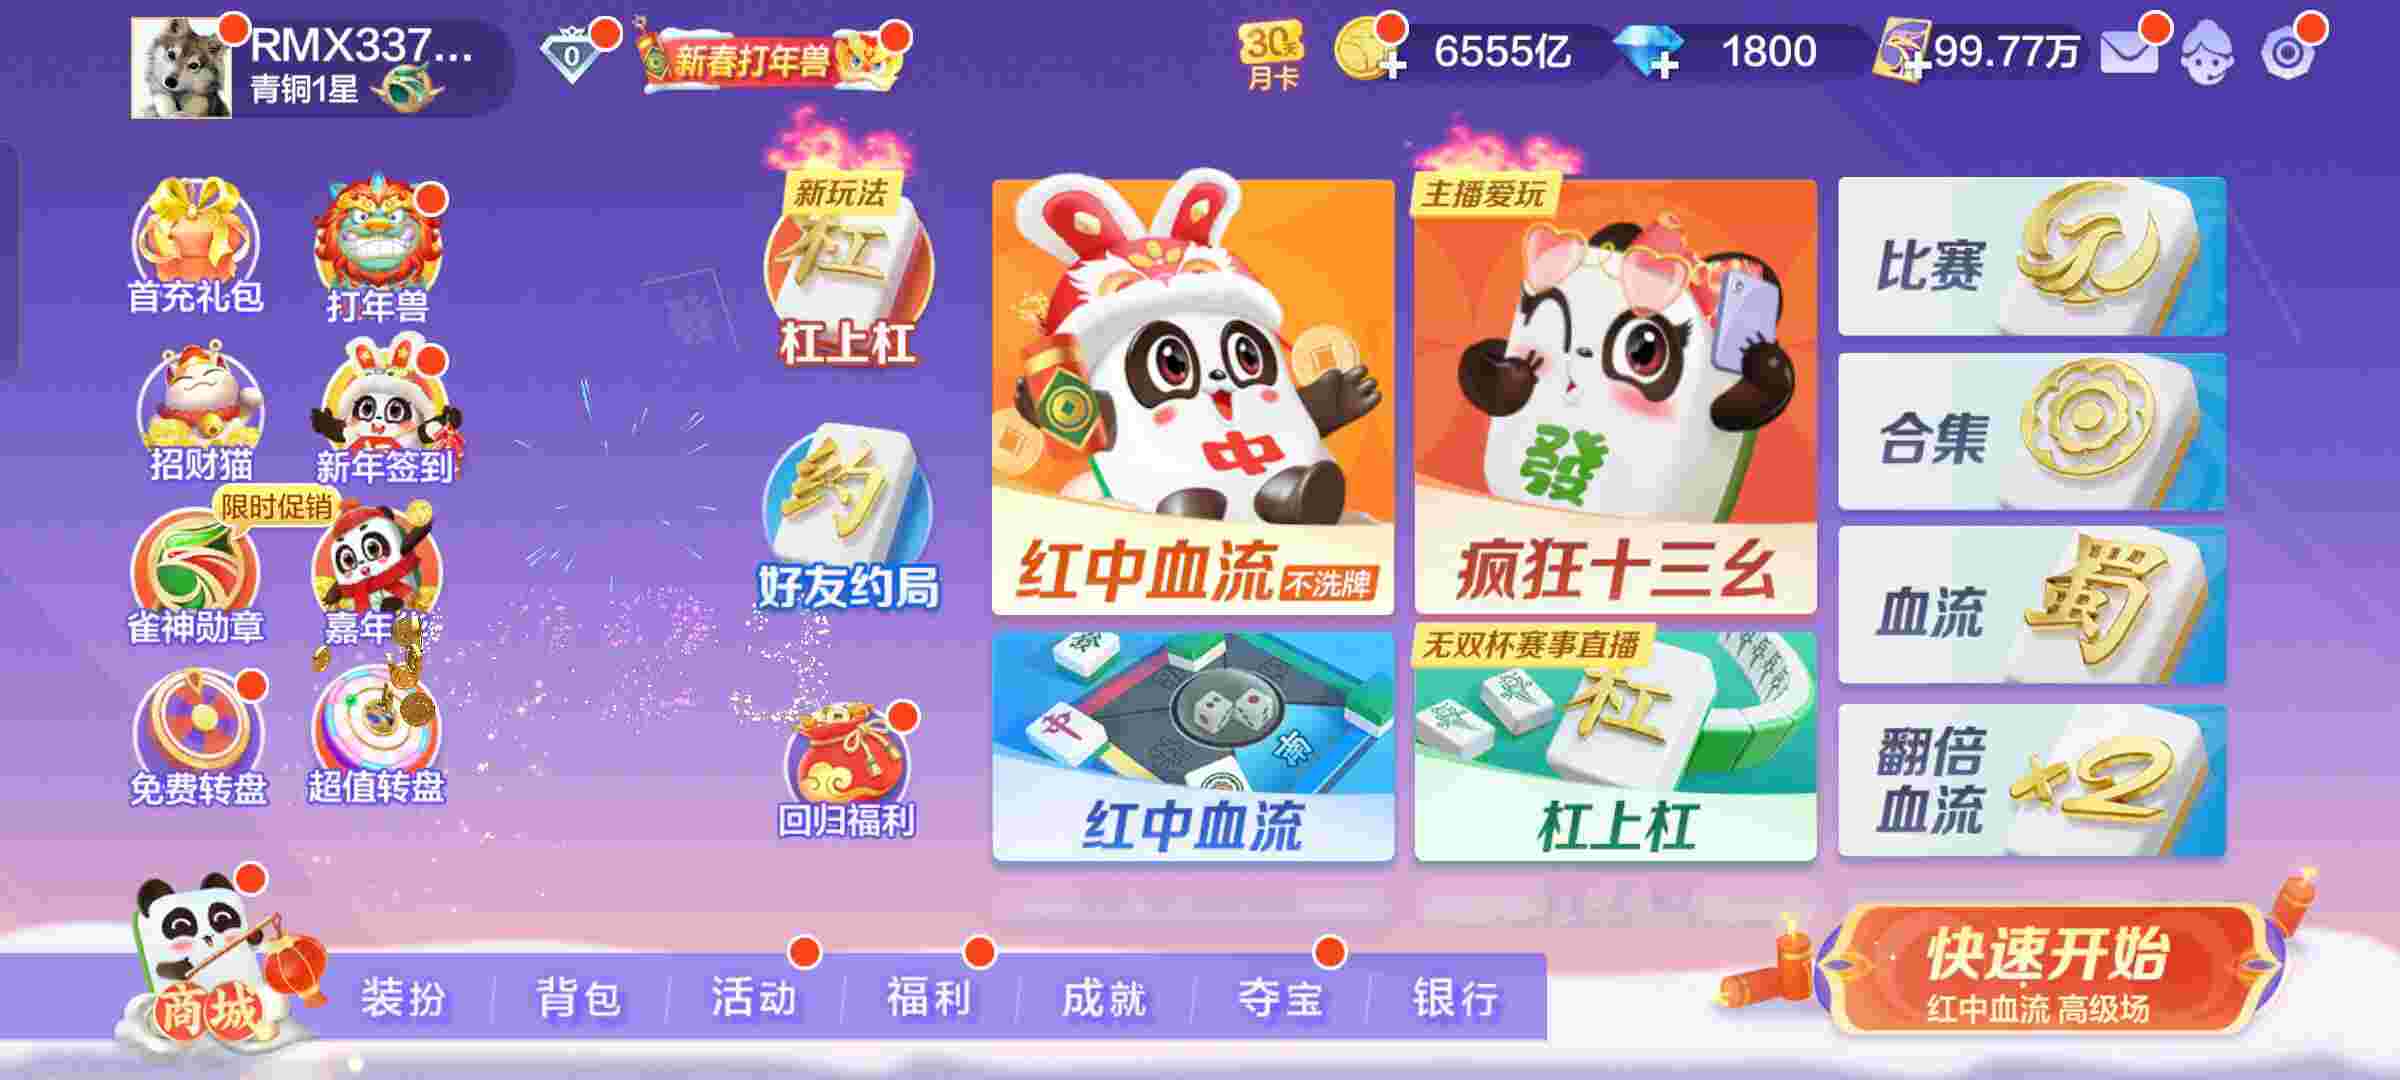 RMX337...
青铜1星
0
新春打年兽
30天
月卡
6555亿
1800
99.77万
首充礼包
打年兽
招财猫
新年签到
限时促销
雀神勋章
嘉年
免费转盘
超值转盘
新玩法
杠
杠上杠
约
好友约局
回归福利
中
红中血流 不洗牌
主播爱玩
發
疯狂十三幺
中
南
红中血流
无双杯赛事直播
杠
杠上杠
比赛
合集
血流
蜀
翻倍
血流
×2
商城
装扮
背包
活动
福利
成就
夺宝
银行
快速开始
红中血流 高级场